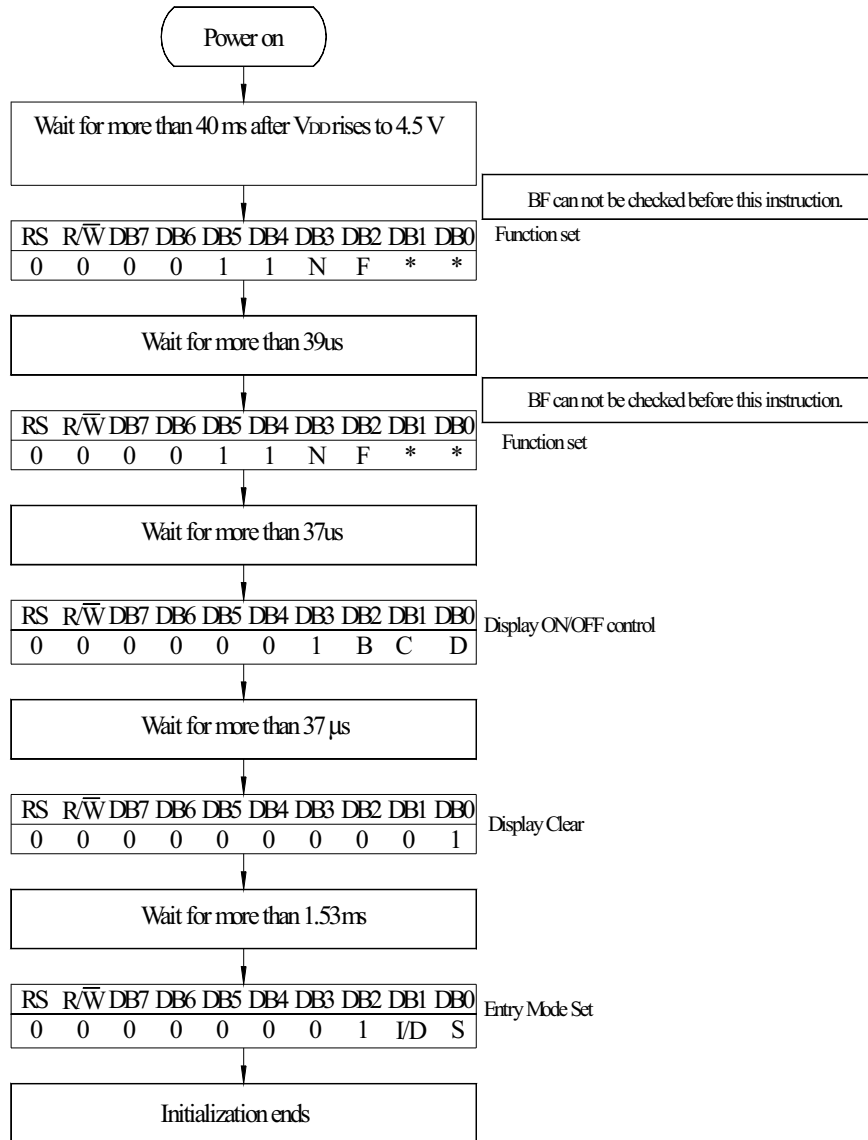 Power on
Wait for more than 40 ms after VDD rises to 4.5 V
BF can not be checked before this instruction.
RS R/W̅ DB7 DB6 DB5 DB4 DB3 DB2 DB1 DB0
Function set
0 0 0 0 1 1 N F * *
Wait for more than 39us
BF can not be checked before this instruction.
RS R/W̅ DB7 DB6 DB5 DB4 DB3 DB2 DB1 DB0
Function set
0 0 0 0 1 1 N F * *
Wait for more than 37us
RS R/W̅ DB7 DB6 DB5 DB4 DB3 DB2 DB1 DB0
Display ON/OFF control
0 0 0 0 0 0 1 B C D
Wait for more than 37 μs
RS R/W̅ DB7 DB6 DB5 DB4 DB3 DB2 DB1 DB0
Display Clear
0 0 0 0 0 0 0 0 0 1
Wait for more than 1.53ms
RS R/W̅ DB7 DB6 DB5 DB4 DB3 DB2 DB1 DB0
Entry Mode Set
0 0 0 0 0 0 0 1 I/D S
Initialization ends